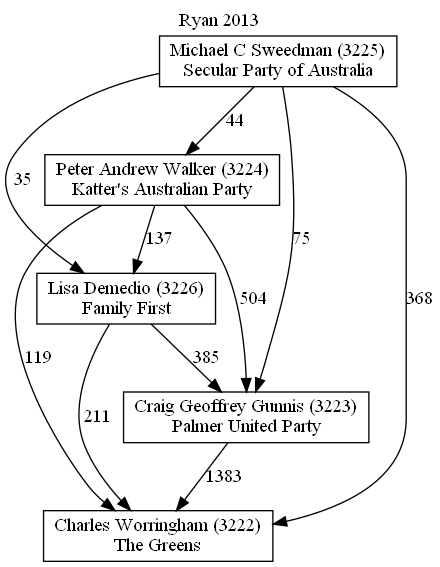 Ryan 2013
Michael C Sweedman (3225)
Secular Party of Australia
44
Peter Andrew Walker (3224)
Katter's Australian Party
35
137
75
Lisa Demedio (3226)
Family First
504
368
119
385
Craig Geoffrey Gunnis (3223)
Palmer United Party
211
1383
Charles Worringham (3222)
The Greens